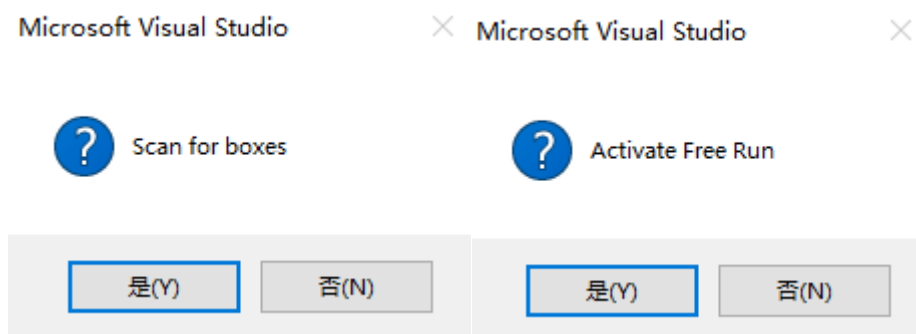 Microsoft Visual Studio
Scan for boxes
是(Y)
否(N)
Microsoft Visual Studio
Activate Free Run
是(Y)
否(N)